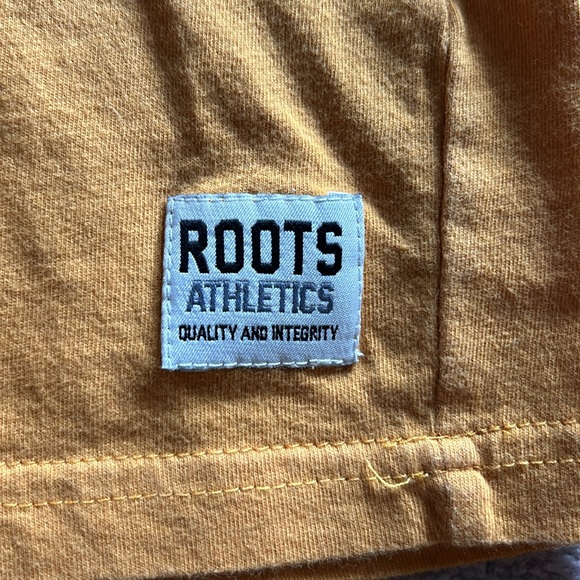 ROOTS
ATHLETICS
QUALITY AND INTEGRITY